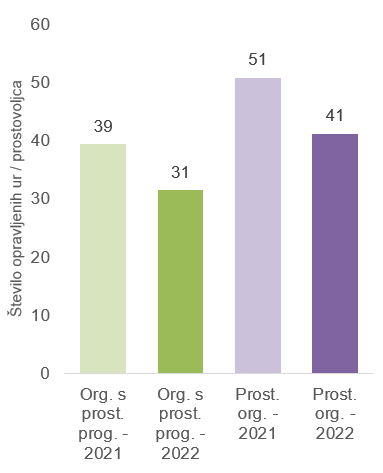 Število opravljenih ur / prostovoljca
60
50
40
30
20
10
0
39
31
51
41
Org. s
prost.
prog. -
2021
Org. s
prost.
prog. -
2022
Prost.
org. -
2021
Prost.
org. -
2022